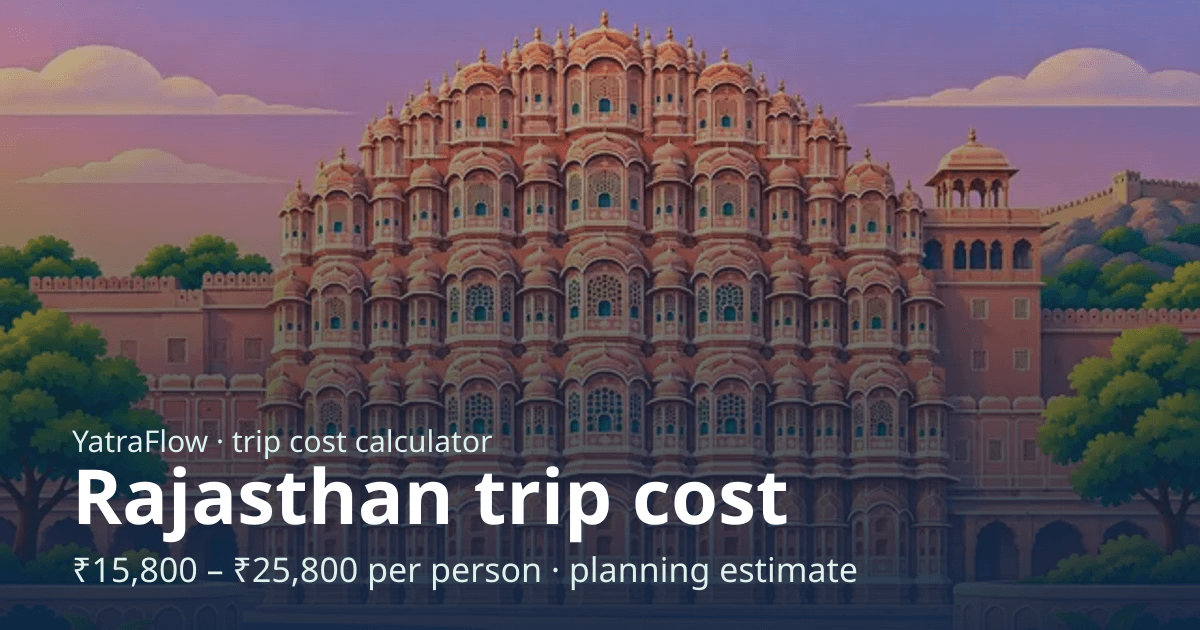 YatraFlow · trip cost calculator
Rajasthan trip cost
₹15,800 – ₹25,800 per person · planning estimate